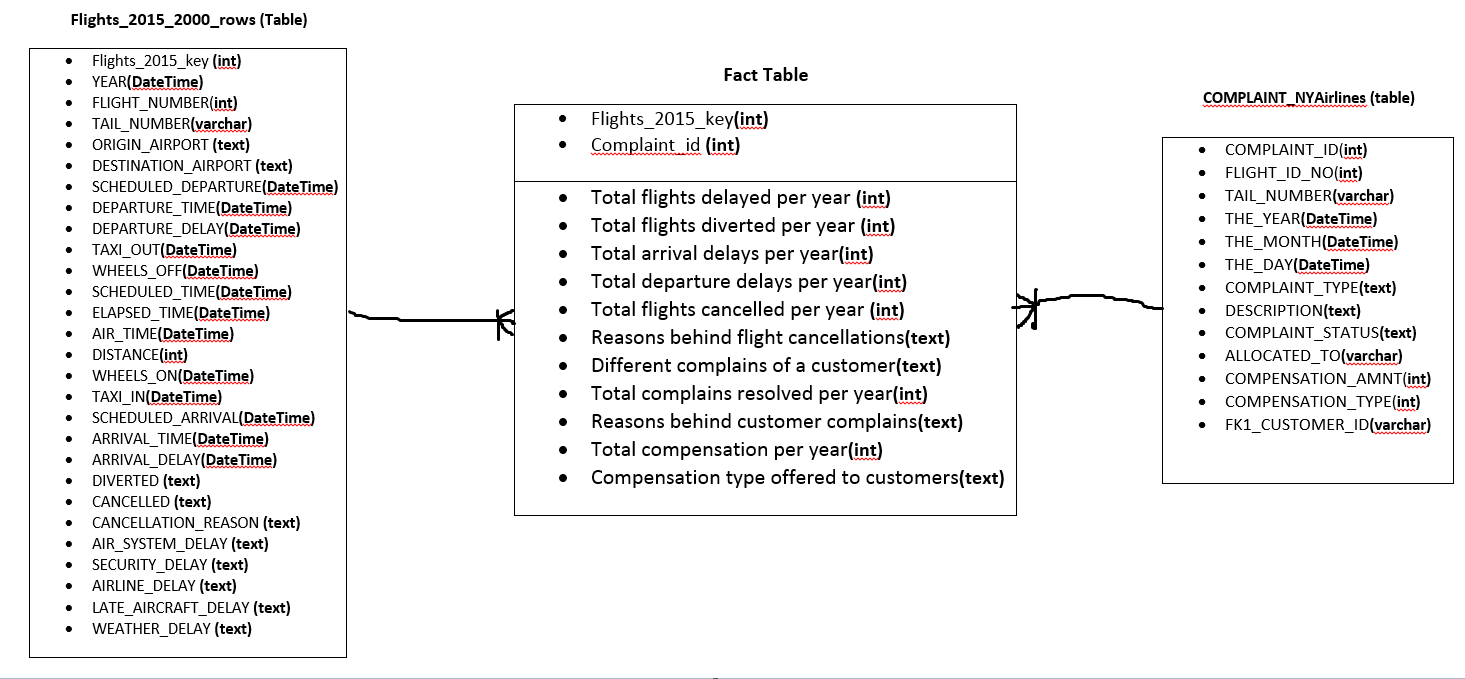 Flights_2015_2000_rows (Table)
Flights_2015_key (int)
YEAR(DateTime)
FLIGHT_NUMBER(int)
TAIL_NUMBER(varchar)
ORIGIN_AIRPORT (text)
DESTINATION_AIRPORT (text)
SCHEDULED_DEPARTURE(DateTime)
DEPARTURE_TIME(DateTime)
DEPARTURE_DELAY(DateTime)
TAXI_OUT(DateTime)
WHEELS_OFF(DateTime)
SCHEDULED_TIME(DateTime)
ELAPSED_TIME(DateTime)
AIR_TIME(DateTime)
DISTANCE(int)
WHEELS_ON(DateTime)
TAXI_IN(DateTime)
SCHEDULED_ARRIVAL(DateTime)
ARRIVAL_TIME(DateTime)
ARRIVAL_DELAY(DateTime)
DIVERTED (text)
CANCELLED (text)
CANCELLATION_REASON (text)
AIR_SYSTEM_DELAY (text)
SECURITY_DELAY (text)
AIRLINE_DELAY (text)
LATE_AIRCRAFT_DELAY (text)
WEATHER_DELAY (text)
Fact Table
Flights_2015_key(int)
Complaint_id (int)
Total flights delayed per year (int)
Total flights diverted per year (int)
Total arrival delays per year(int)
Total departure delays per year(int)
Total flights cancelled per year (int)
Reasons behind flight cancellations(text)
Different complains of a customer(text)
Total complains resolved per year(int)
Reasons behind customer complains(text)
Total compensation per year(int)
Compensation type offered to customers(text)
COMPLAINT_NYAirlines (table)
COMPLAINT_ID(int)
FLIGHT_ID_NO(int)
TAIL_NUMBER(varchar)
THE_YEAR(DateTime)
THE_MONTH(DateTime)
THE_DAY(DateTime)
COMPLAINT_TYPE(text)
DESCRIPTION(text)
COMPLAINT_STATUS(text)
ALLOCATED_TO(varchar)
COMPENSATION_AMNT(int)
COMPENSATION_TYPE(int)
FK1_CUSTOMER_ID(varchar)